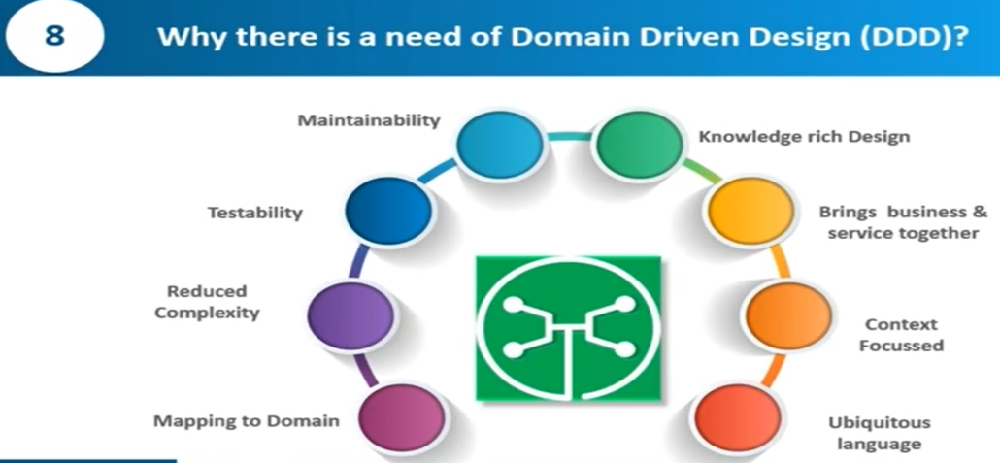 8
Why there is a need of Domain Driven Design (DDD)?
Maintainability
Knowledge rich Design
Testability
Brings business &
service together
Reduced
Complexity
Context
Focussed
Mapping to Domain
Ubiquitous
language